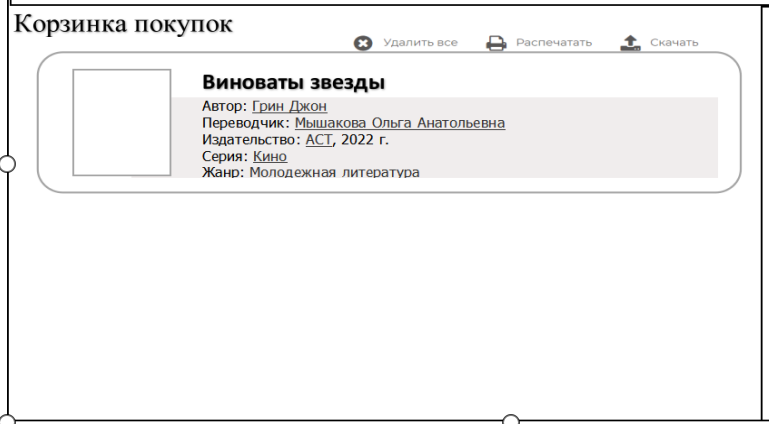 Корзинка покупок
Удалить все Распечатать Скачать
Виноваты звезды
Автор: Грин Джон
Переводчик: Мышакова Ольга Анатольевна
Издательство: АСТ, 2022 г.
Серия: Кино
Жанр: Молодежная литература